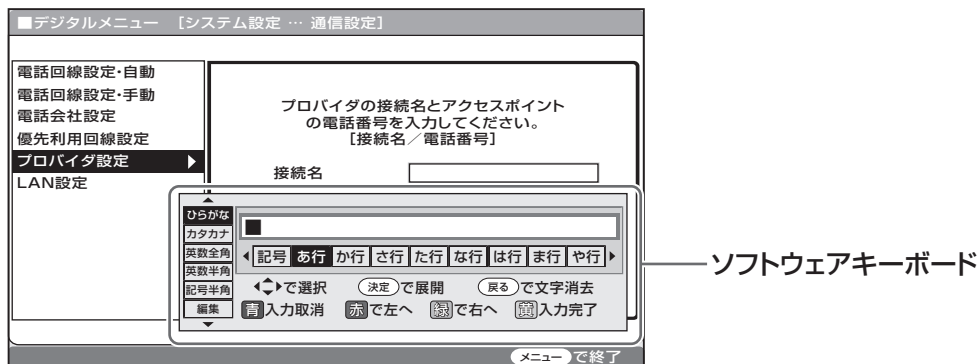 ■デジタルメニュー [システム設定 … 通信設定]
電話回線設定・自動
電話回線設定・手動
電話会社設定
優先利用回線設定
プロバイダ設定
LAN設定
プロバイダの接続名とアクセスポイント
の電話番号を入力してください。
[接続名／電話番号]
接続名
ひらがな
カタカナ
英数全角
英数半角
記号半角
編集
記号 あ行 か行 さ行 た行 な行 は行 ま行 や行
で選択 決定で展開 戻るで文字消去
青入力取消 赤で左へ 緑で右へ 黄入力完了
ソフトウェアキーボード
メニューで終了